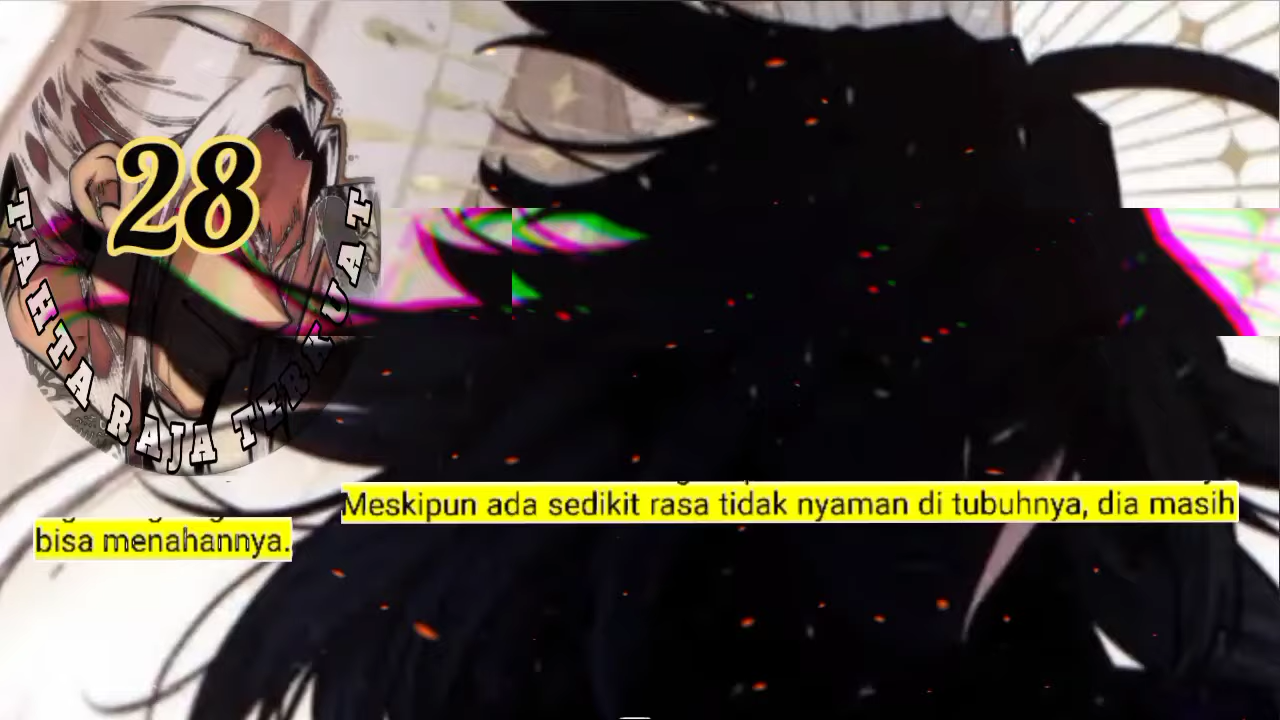 28
TAHTA RAJA TERKUAT
Meskipun ada sedikit rasa tidak nyaman di tubuhnya, dia masih
bisa menahannya.